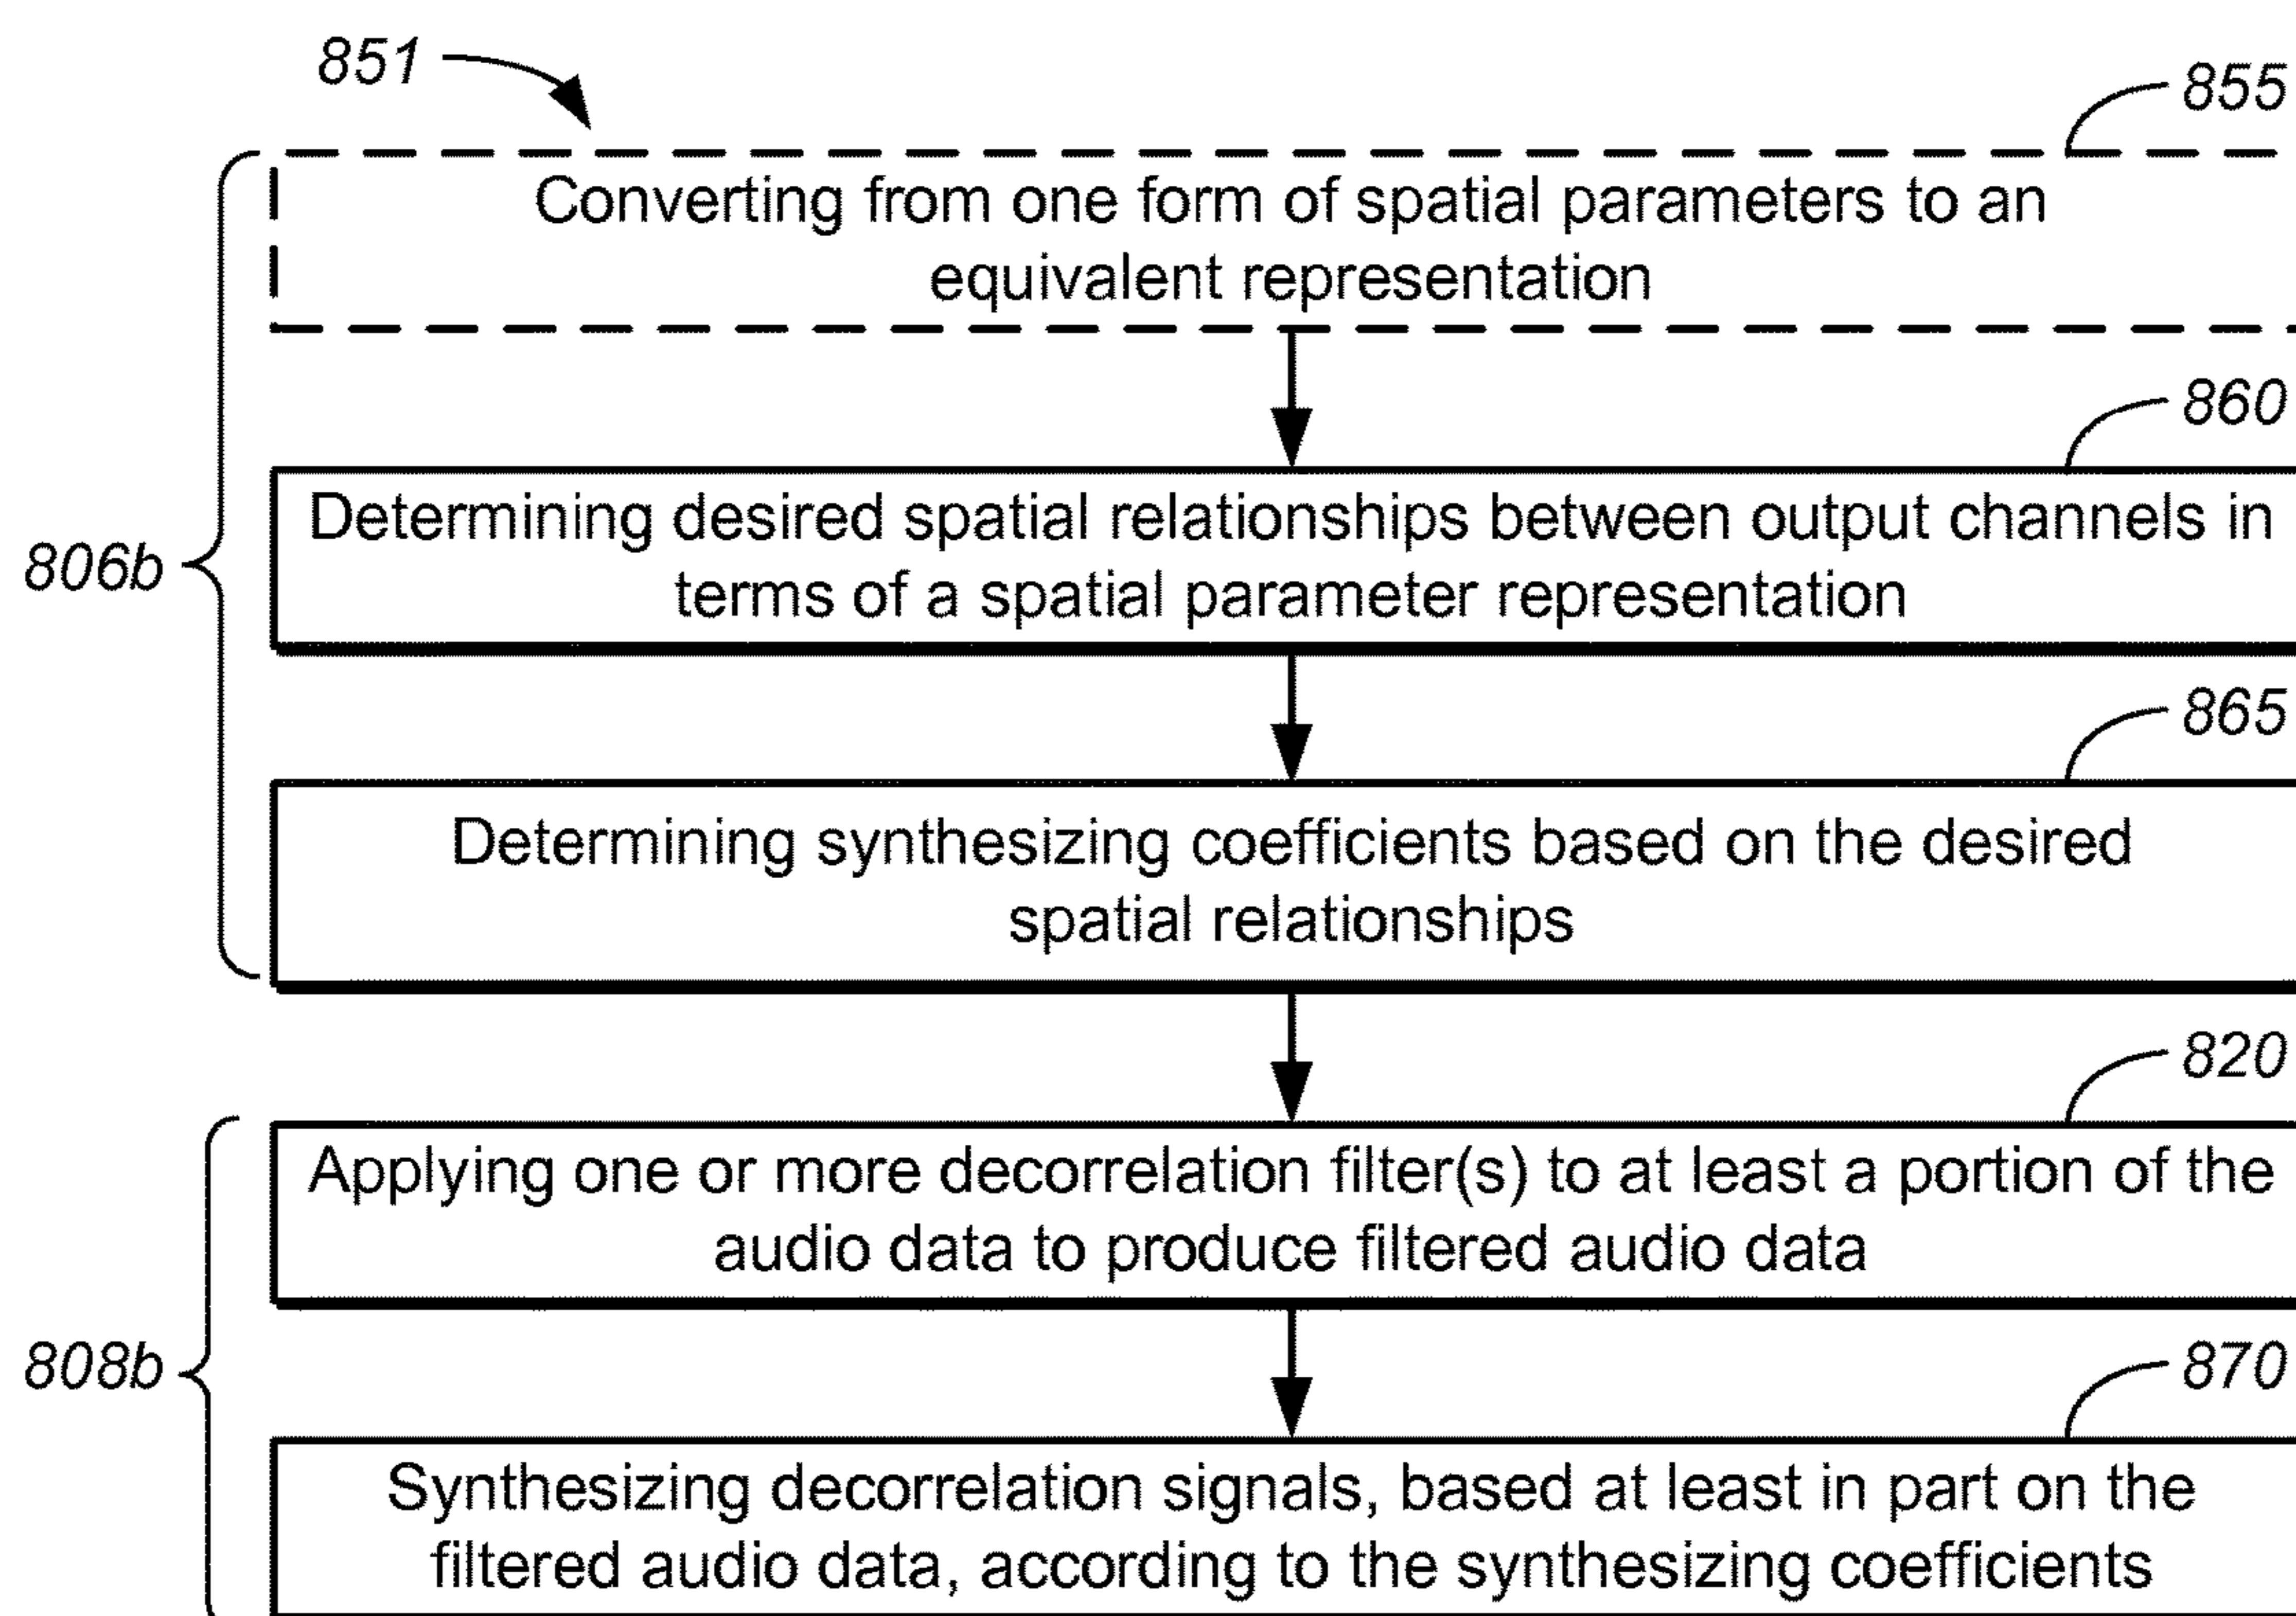 851
855
Converting from one form of spatial parameters to an
equivalent representation
860
Determining desired spatial relationships between output channels in
terms of a spatial parameter representation
806b
865
Determining synthesizing coefficients based on the desired
spatial relationships
820
Applying one or more decorrelation filter(s) to at least a portion of the
audio data to produce filtered audio data
808b
870
Synthesizing decorrelation signals, based at least in part on the
filtered audio data, according to the synthesizing coefficients